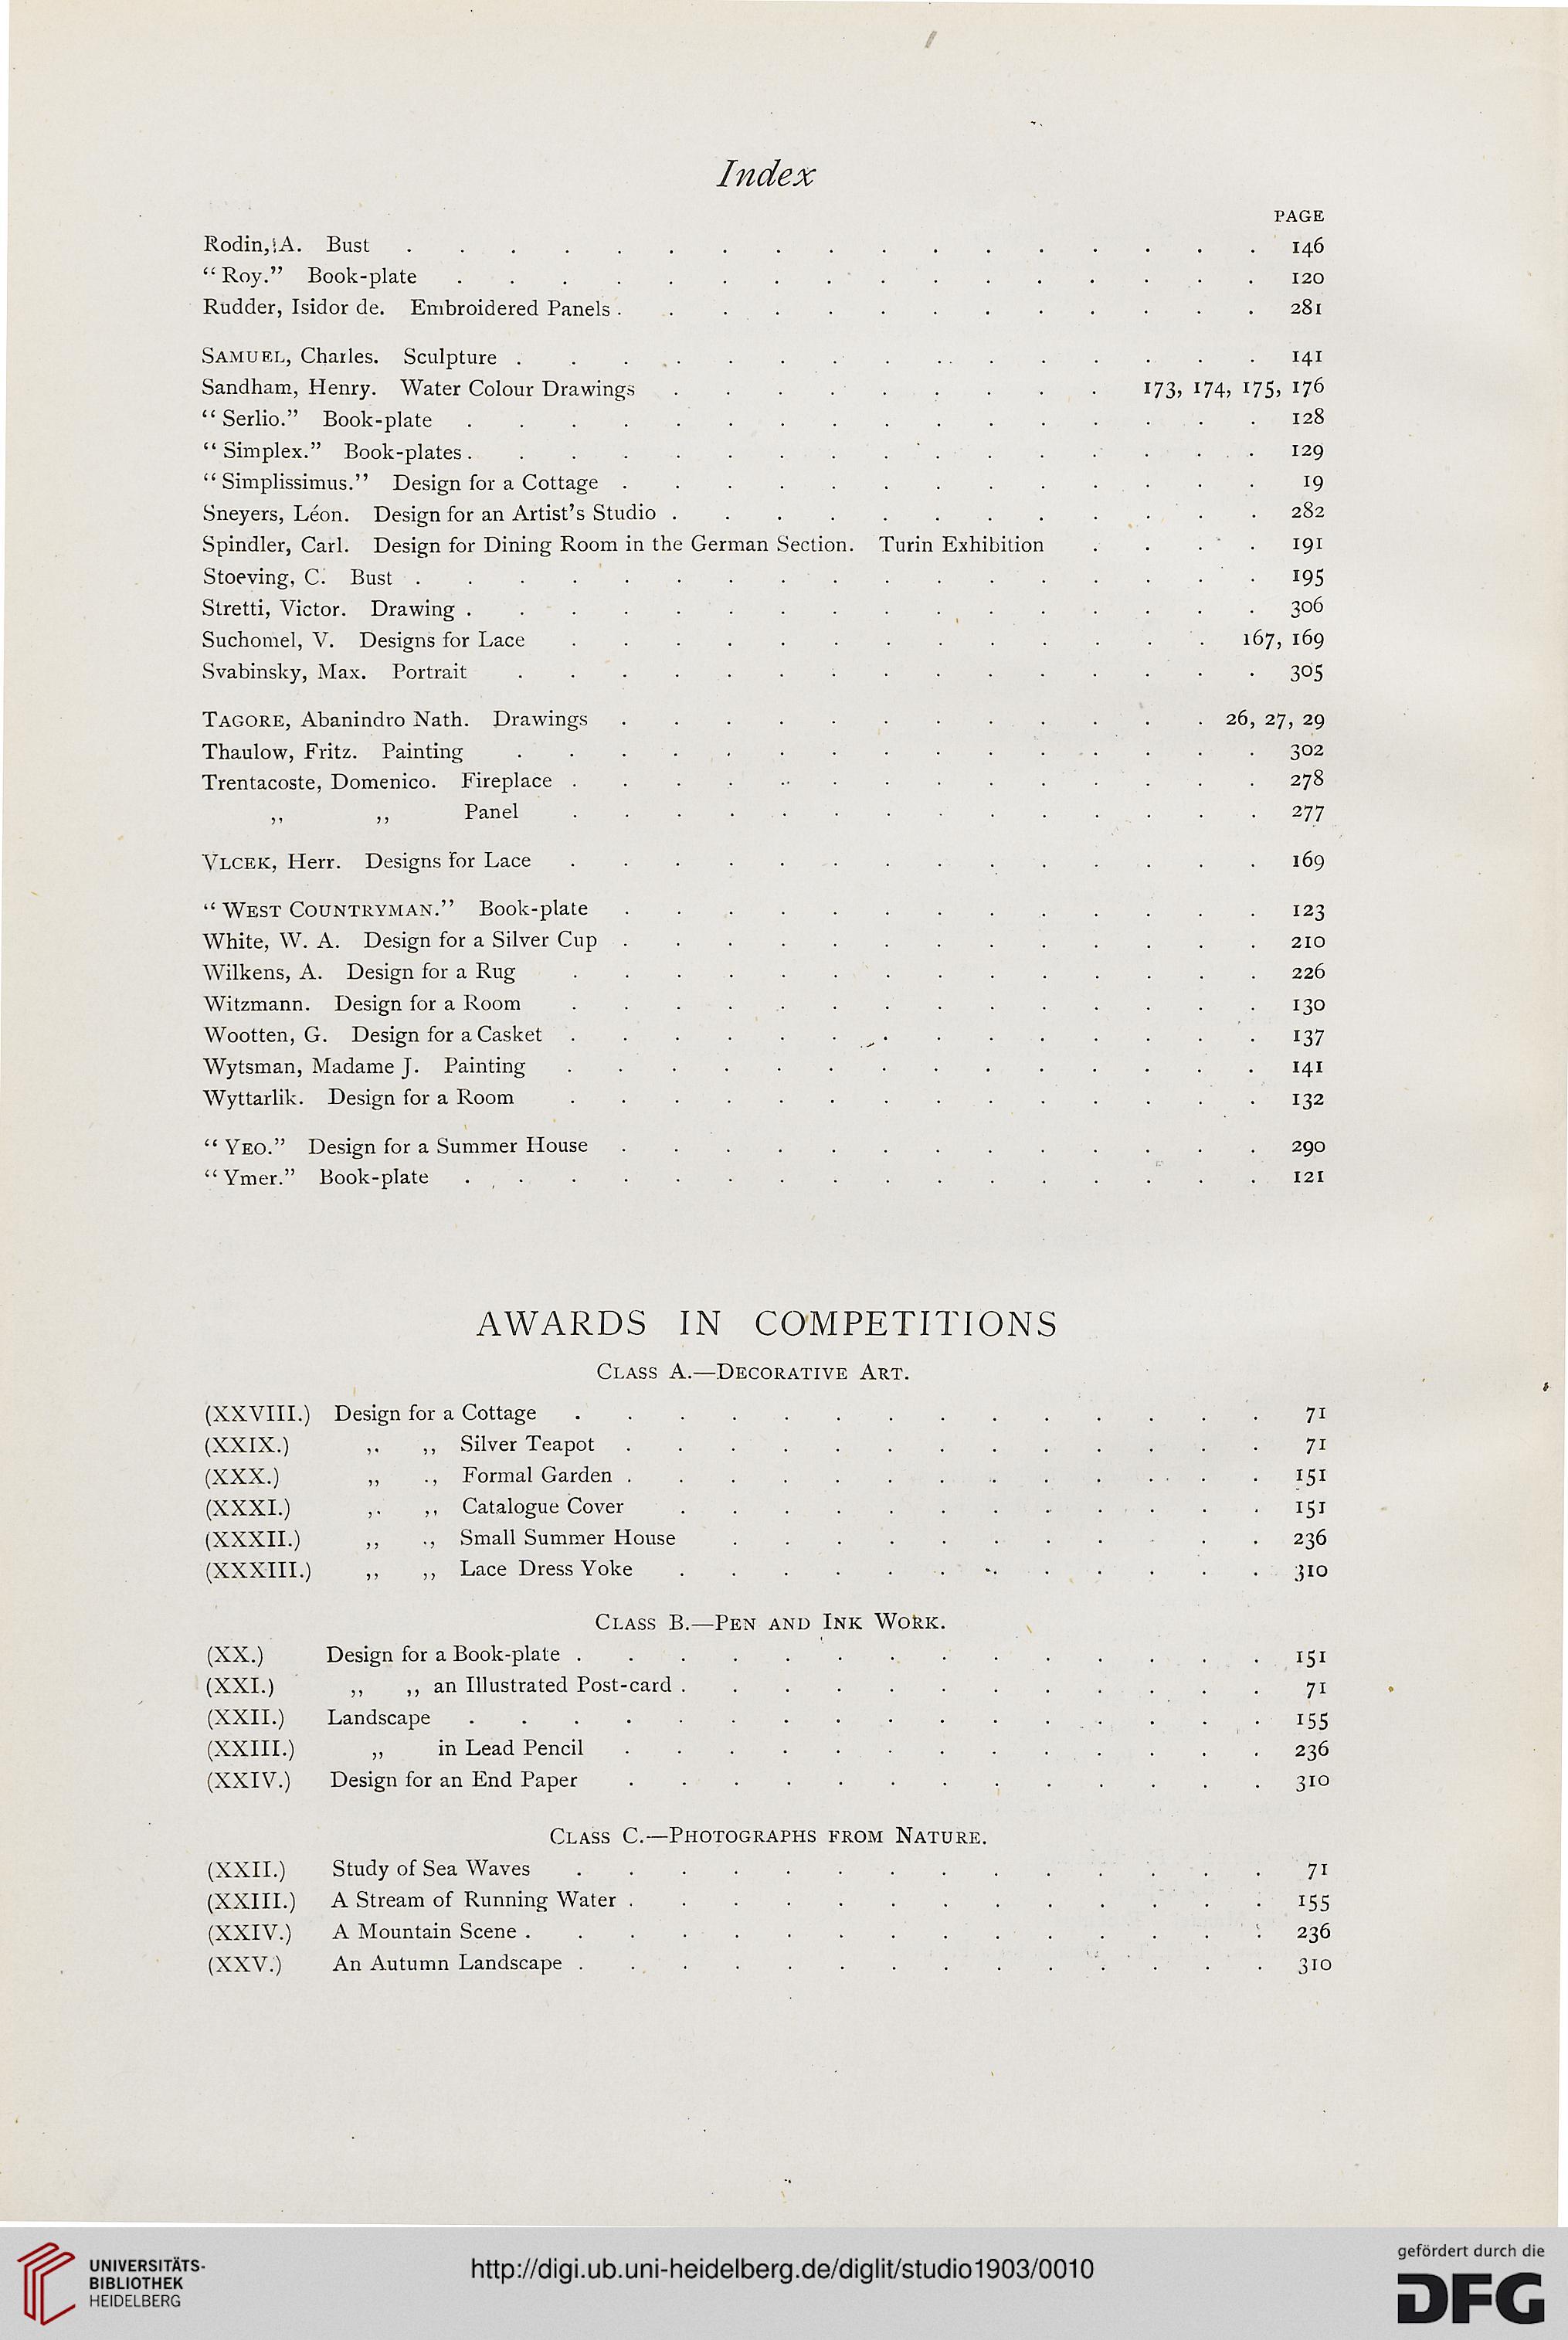 Index
PAGE
Rodin, A. Bust . . . . . . . . . . . . . . . . . 146
“Roy.” Book-plate . . . . . . . . . . . . . . . . 120
Rudder, Isidor de. Embroidered Panels . . . . . . . . . . . . . 281
SAMUEL, Charles. Sculpture . . . . . . . . . . . . . . . 141
Sandham, Henry. Water Colour Drawings . . . . . . . . . 173, 174, 175, 176
“Serlio.” Book-plate . . . . . . . . . . . . . . . . 128
“Simplex.” Book-plates . . . . . . . . . . . . . . . . 129
“Simplissimus.” Design for a Cottage . . . . . . . . . . . . . 19
Sneyers, Léon. Design for an Artist’s Studio . . . . . . . . . . . . 282
Spindler, Carl. Design for Dining Room in the German Section. Turin Exhibition . . . . 191
Stoeving, C. Bust . . . . . . . . . . . . . . . . . 195
Stretti, Victor. Drawing . . . . . . . . . . . . . . . . 306
Suchomel, V. Designs for Lace . . . . . . . . . . . . . 167, 169
Svabinsky, Max. Portrait . . . . . . . . . . . . . . . 305
TAGORE, Abanindro Nath. Drawings . . . . . . . . . . . . 26, 27, 29
Thaulow, Fritz. Painting . . . . . . . . . . . . . . . 302
Trentacoste, Domenico. Fireplace . . . . . . . . . . . . . . 278
,, ,, Panel . . . . . . . . . . . . . . 277
VLCEK, Herr. Designs for Lace . . . . . . . . . . . . . . 169
“WEST COUNTRYMAN.” Book-plate . . . . . . . . . . . . . 123
White, W. A. Design for a Silver Cup . . . . . . . . . . . . . 210
Wilkens, A. Design for a Rug . . . . . . . . . . . . . . 226
Witzmann. Design for a Room . . . . . . . . . . . . . . 130
Wootten, G. Design for a Casket . . . . . . . . . . . . . . 137
Wytsman, Madame J. Painting . . . . . . . . . . . . . . 141
Wyttarlik. Design for a Room . . . . . . . . . . . . . . 132
“YEO.” Design for a Summer House . . . . . . . . . . . . . 290
“Ymer.” Book-plate . . . . . . . . . . . . . . . . 121
AWARDS IN COMPETITIONS
CLASS A.—DECORATIVE ART.
(XXVIII.) Design for a Cottage . . . . . . . . . . . . . . 71
(XXIX.) ,, ,, Silver Teapot . . . . . . . . . . . . . 71
(XXX.) ,, ,, Formal Garden . . . . . . . . . . . . . 151
(XXXI.) ,, ,, Catalogue Cover . . . . . . . . . . . . 151
(XXXII.) ,, ,, Small Summer House . . . . . . . . . . . 236
(XXXIII.) ,, ,, Lace Dress Yoke . . . . . . . . . . . . 310
CLASS B.—PEN AND INK WORK.
(XX.) Design for a Book-plate . . . . . . . . . . . . . . 151
(XXI.) ,, ,, an Illustrated Post-card . . . . . . . . . . . . 71
(XXII.) Landscape . . . . . . . . . . . . . . . . 155
(XXIII.) ,, in Lead Pencil . . . . . . . . . . . . . 236
(XXIV.) Design for an End Paper . . . . . . . . . . . . . 310
CLASS C.—PHOTOGRAPHS FROM NATURE.
(XXII.) Study of Sea Waves . . . . . . . . . . . . . . 71
(XXIII.) A Stream of Running Water . . . . . . . . . . . . . 155
(XXIV.) A Mountain Scene . . . . . . . . . . . . . . . 236
(XXV.) An Autumn Landscape . . . . . . . . . . . . . . 310
UNIVERSITÄTS-
BIBLIOTHEK
HEIDELBERG
http://digi.ub.uni-heidelberg.de/diglit/studio1903/0010
gefördert durch die
DFG